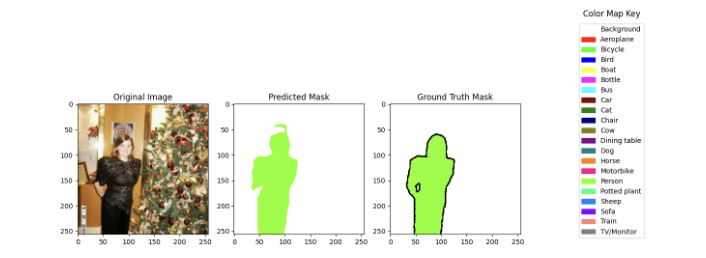 Color Map Key
Background
Aeroplane
Bicycle
Bird
Boat
Bottle
Bus
Car
Cat
Chair
Cow
Dining table
Dog
Horse
Motorbike
Person
Potted plant
Sheep
Sofa
Train
TV/Monitor
Original Image
0
50
100
150
200
250
0 50 100 150 200 250
Predicted Mask
0
50
100
150
200
250
0 50 100 150 200 250
Ground Truth Mask
0
50
100
150
200
250
0 50 100 150 200 250